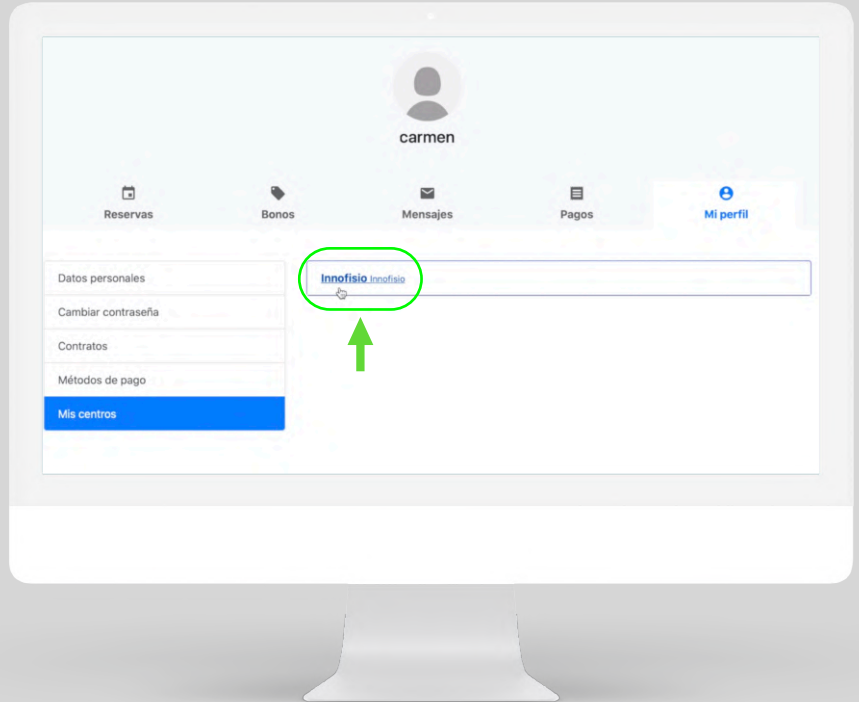 carmen
Reservas
Bonos
Mensajes
Pagos
Mi perfil
Datos personales
Cambiar contraseña
Contratos
Métodos de pago
Mis centros
Innofisio Innofisio